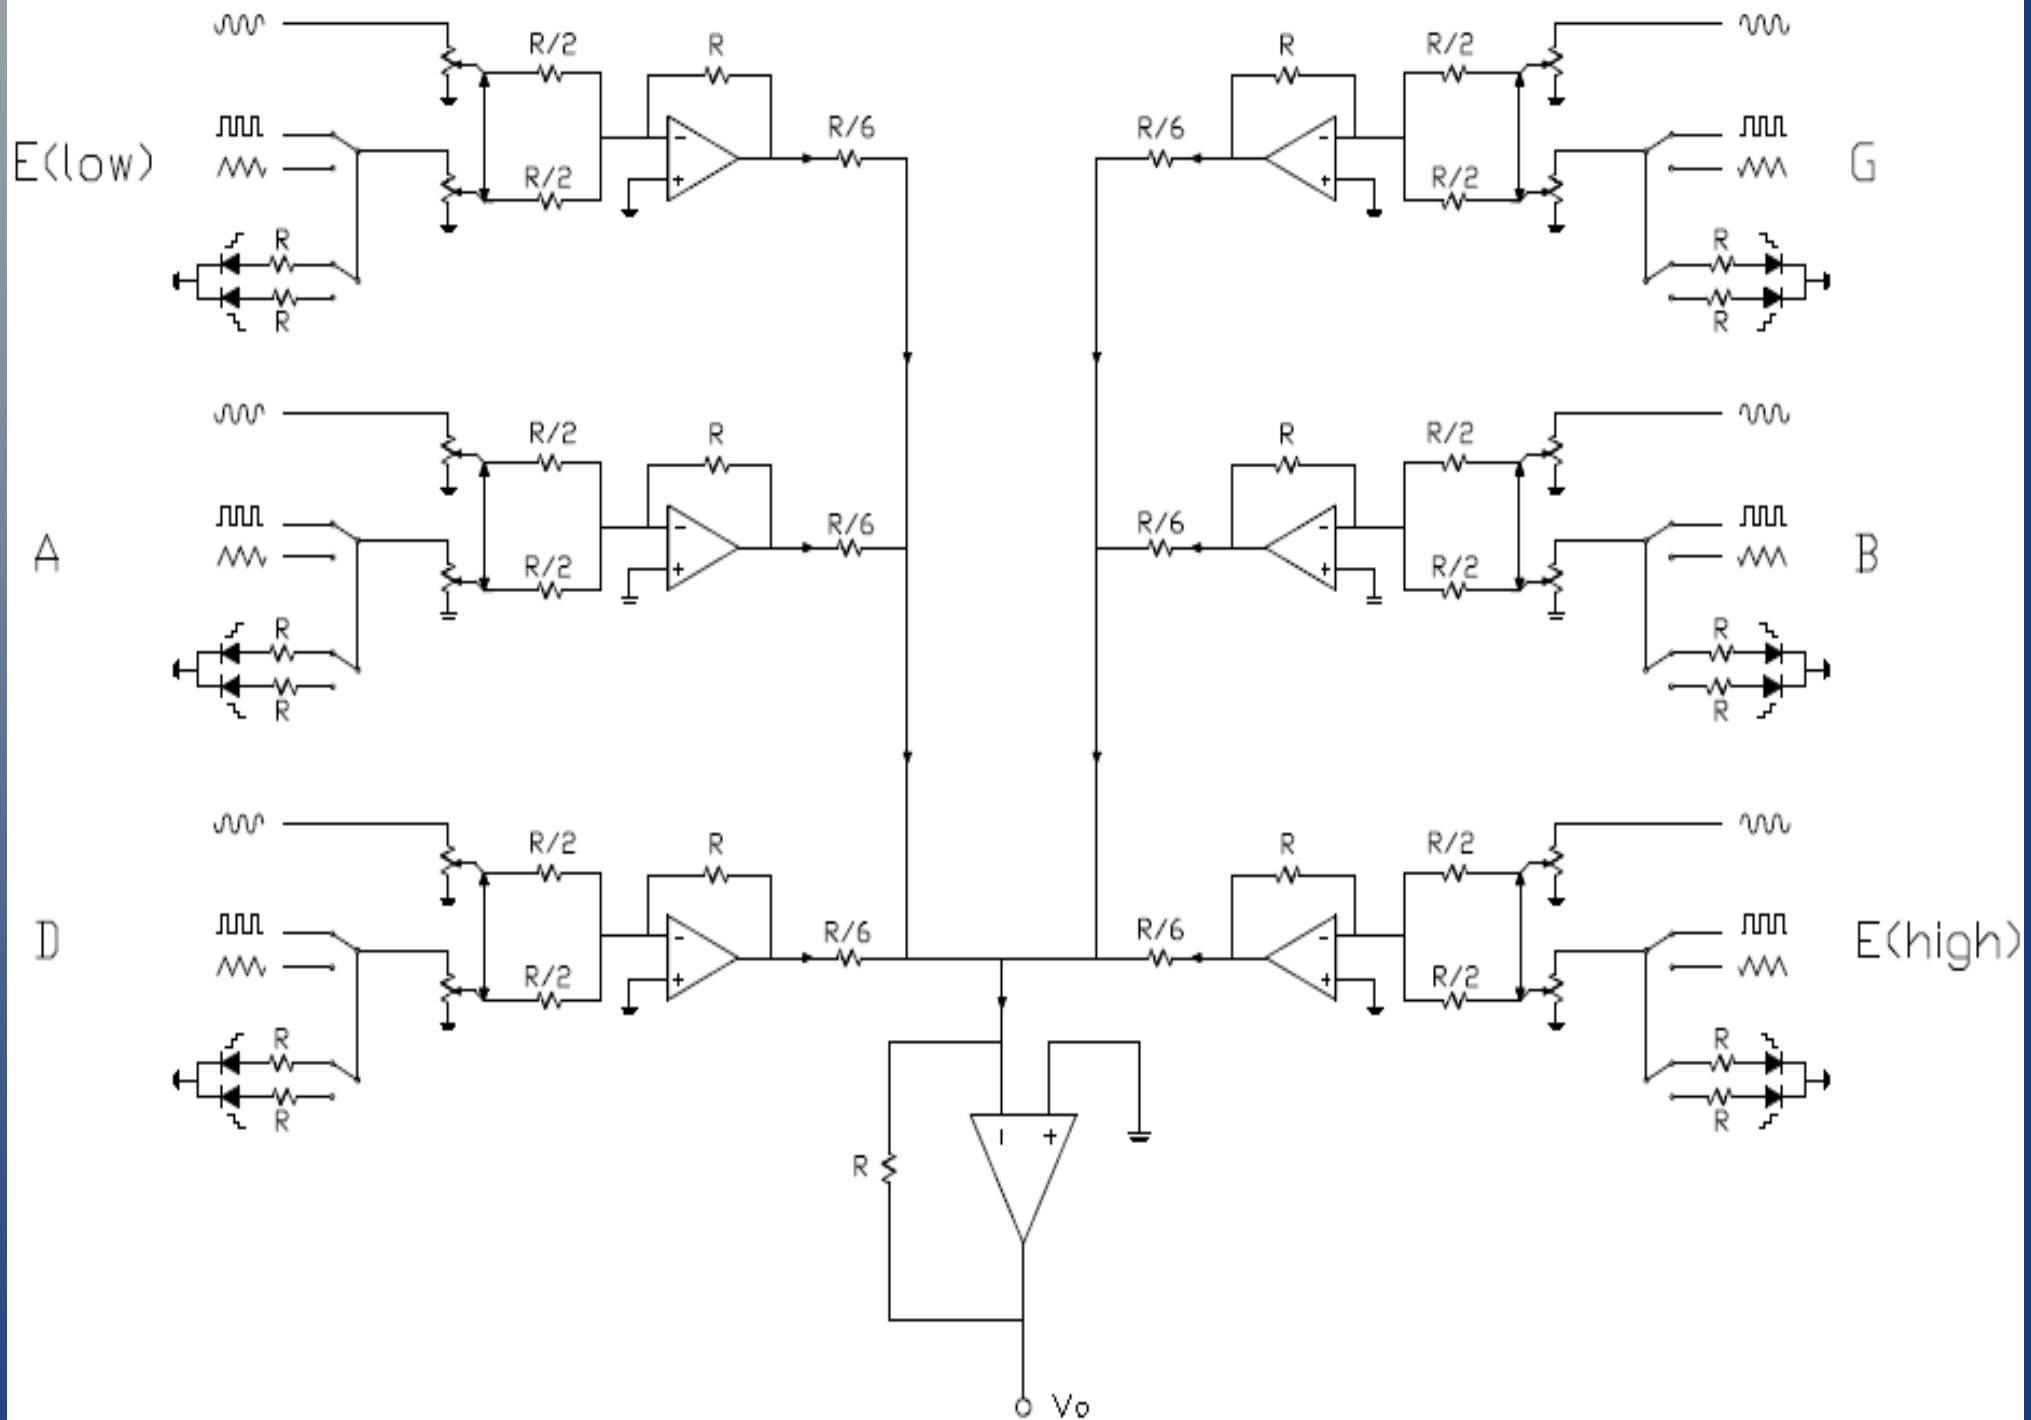 R/2 R R R/2
E(low) R/6 R/6 G
- -
+ +
R/2 R/2
R R
R R
R/2 R R R/2
A R/6 R/6 B
- -
+ +
R/2 R/2
R R
R R
R/2 R R R/2
D R/6 R/6 E(high)
- -
+ +
R/2 R/2
R R
R R
- +
R
Vo